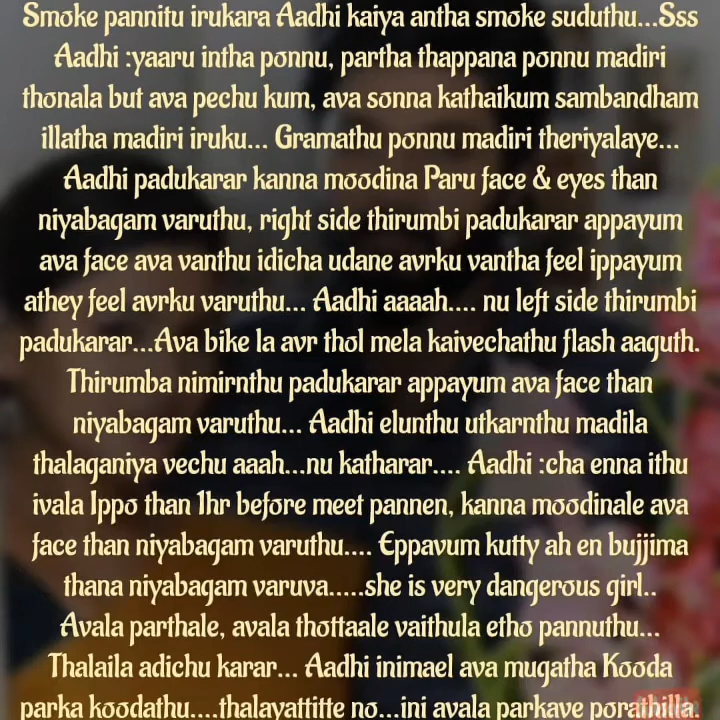 Smoke pannitu irukara Aadhi kaiya antha smoke suduthu...Sss
Aadhi :yaaru intha ponnu, partha thappana ponnu madiri
thonala but ava pechu kum, ava sonna kathaikum sambandham
illatha madiri iruku... Gramathu ponnu madiri theriyalaye...
Aadhi padukarar kanna moodina Paru face & eyes than
niyabagam varuthu, right side thirumbi padukarar appayum
ava face ava vanthu idicha udane avrku vantha feel ippayum
athey feel avrku varuthu... Aadhi aaaah.... nu left side thirumbi
padukarar...Ava bike la avr thol mela kaivechathu flash aaguth.
Thirumba nimirnthu padukarar appayum ava face than
niyabagam varuthu... Aadhi elunthu utkarnthu madila
thalaganiya vechu aaah...nu katharar.... Aadhi :cha enna ithu
ivala Ippo than 1hr before meet pannen, kanna moodinale ava
face than niyabagam varuthu.... Eppavum kutty ah en bujjima
thana niyabagam varuva.....she is very dangerous girl..
Avala parthale, avala thottaale vaithula etho pannuthu...
Thalaila adichu karar... Aadhi inimael ava mugatha Kooda
parka koodathu....thalayattitte no...ini avala parkave porathilla.